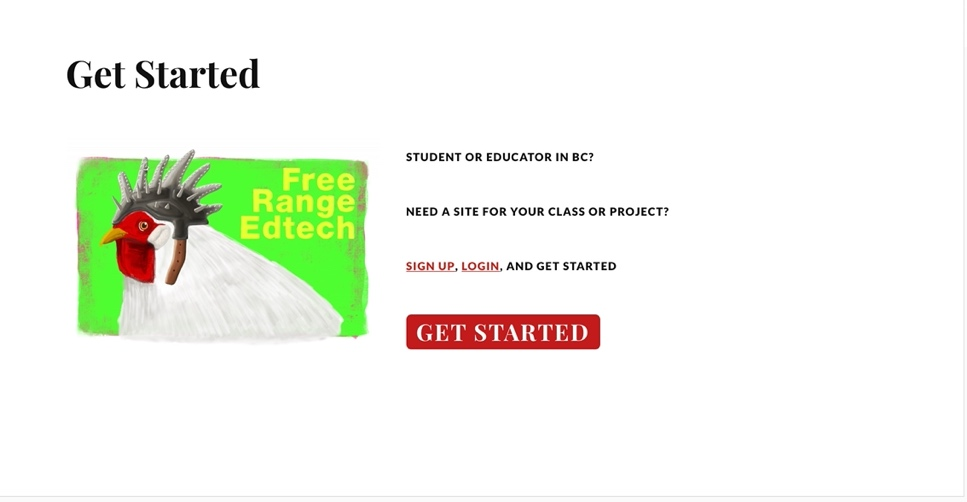 Get Started
Free
Range
Edtech
STUDENT OR EDUCATOR IN BC?
NEED A SITE FOR YOUR CLASS OR PROJECT?
SIGN UP, LOGIN, AND GET STARTED
GET STARTED